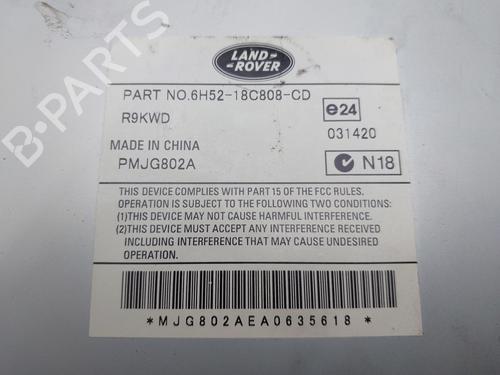 LAND-
-ROVER
PART NO.6H52-18C808-CD
R9KWD
e24
031420
MADE IN CHINA
PMJG802A
N18
THIS DEVICE COMPLIES WITH PART 15 OF THE FCC RULES.
OPERATION IS SUBJECT TO THE FOLLOWING TWO CONDITIONS:
(1)THIS DEVICE MAY NOT CAUSE HARMFUL INTERFERENCE.
(2)THIS DEVICE MUST ACCEPT ANY INTERFERENCE RECEIVED
INCLUDING INTERFERENCE THAT MAY CAUSE UNDESIRED
OPERATION.
*MJG802AEA0635618*
B-PARTS